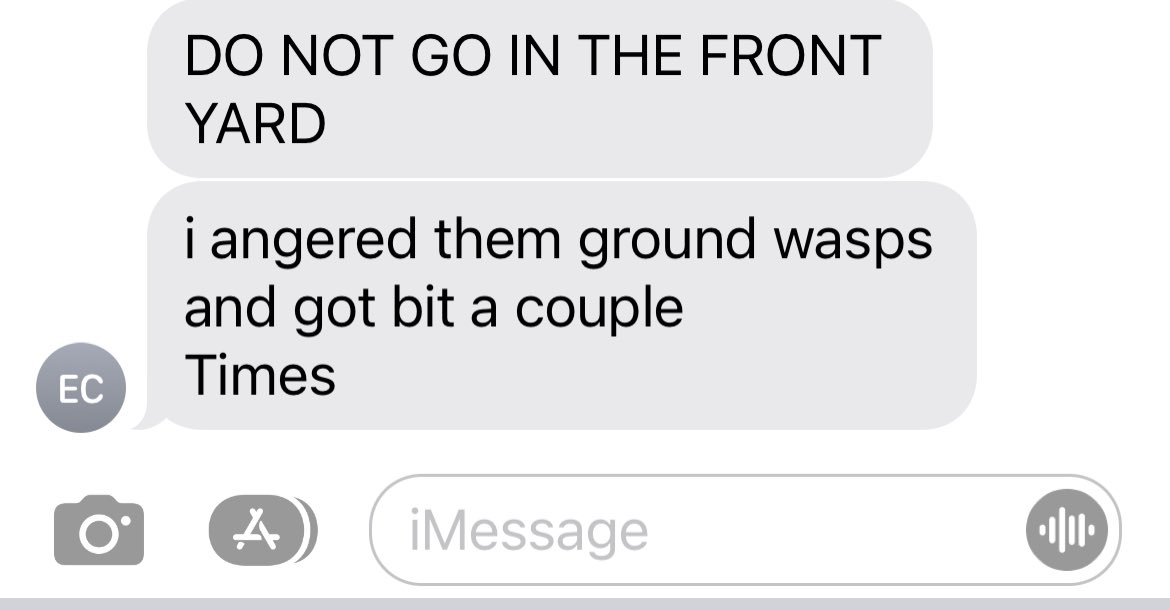 DO NOT GO IN THE FRONT
YARD
i angered them ground wasps
and got bit a couple
Times
EC
iMessage